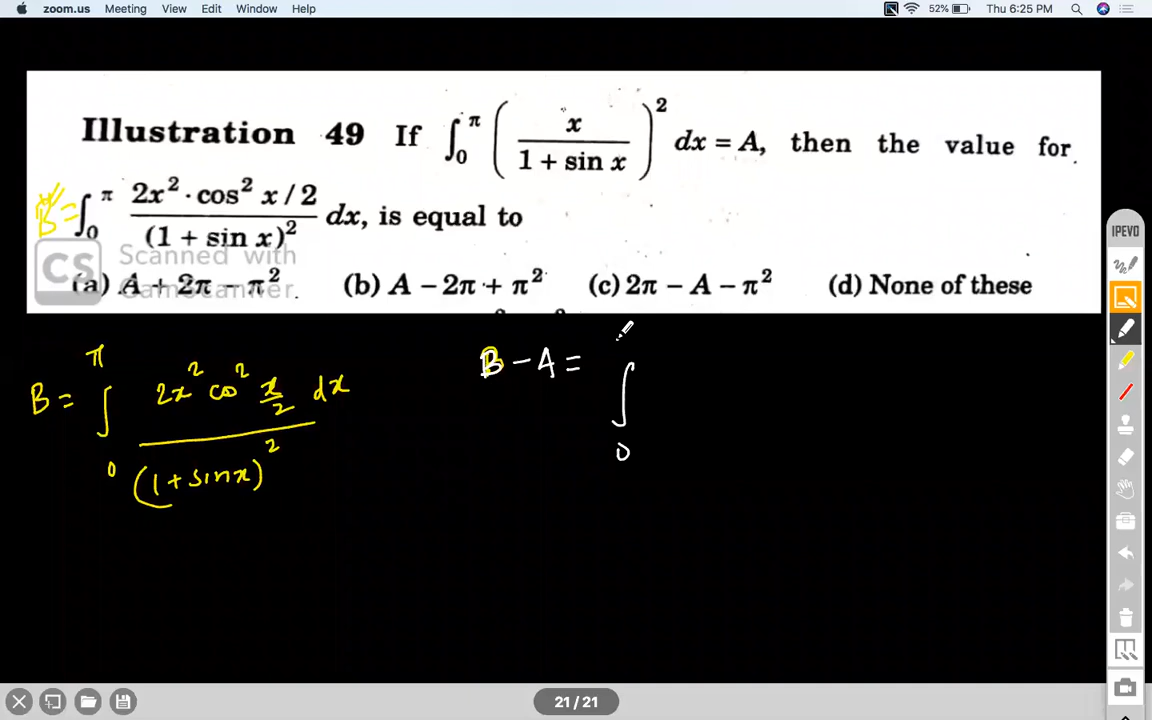 zoom.us Meeting View Edit Window Help 52% Thu 6:25 PM
Illustration 49 If ∫₀^π (x / (1 + sin x))² dx = A, then the value for
B = ∫₀^π (2x² · cos² x/2) / (1 + sin x)² dx, is equal to
CS Scanned with
CamScanner
(a) A + 2π − π² (b) A − 2π + π² (c) 2π − A − π² (d) None of these
B = ∫₀^π (2x² cos² x/2 dx) / (1 + sinx)²
B − A = ∫₀
IPEVO
21 / 21